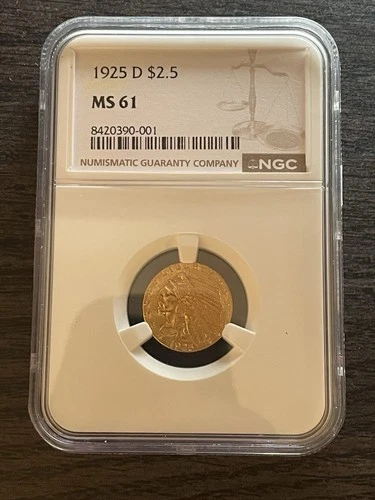 1925 D $2.5
MS 61
8420390-001
NUMISMATIC GUARANTY COMPANY
NGC